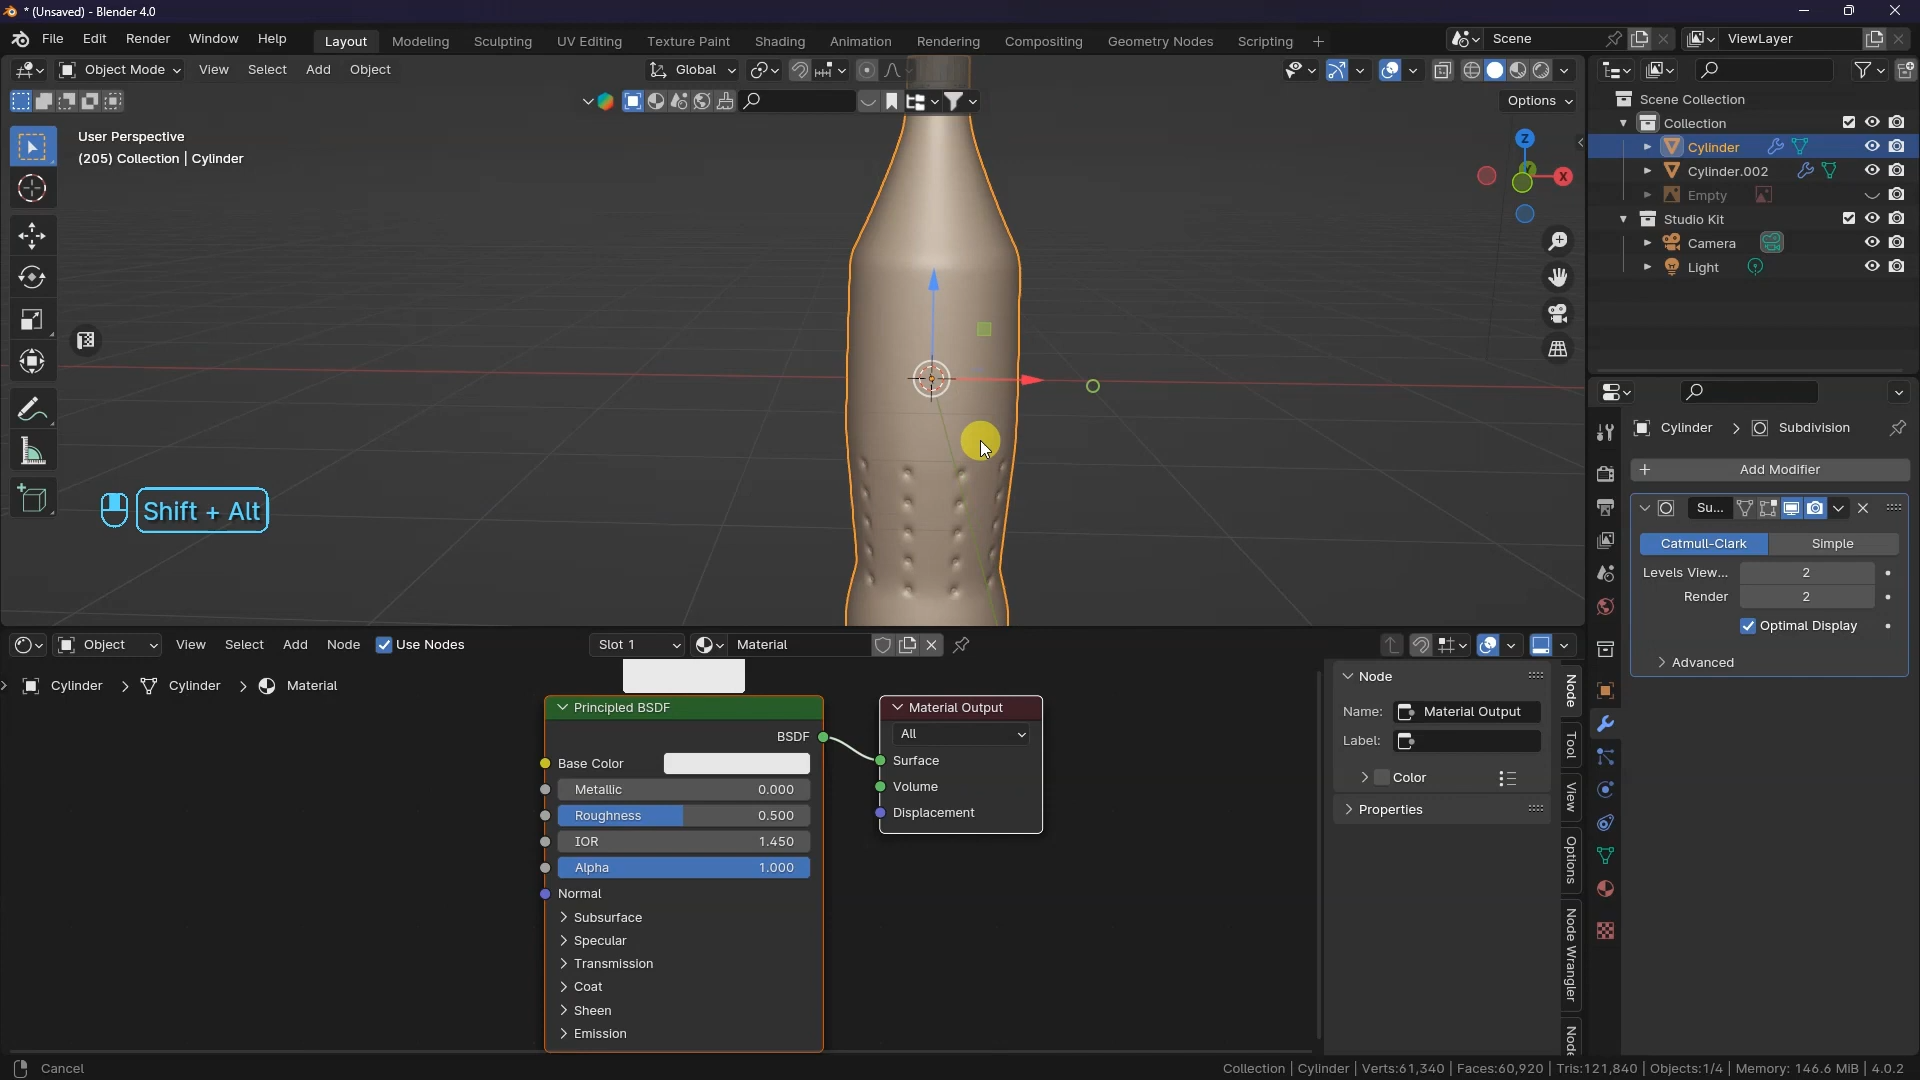 * (Unsaved) - Blender 4.0
File Edit Render Window Help Layout Modeling Sculpting UV Editing Texture Paint Shading Animation Rendering Compositing Geometry Nodes Scripting + Scene ViewLayer
Object Mode View Select Add Object Global
Options
User Perspective
(205) Collection | Cylinder
Z
X
Shift + Alt
Scene Collection
Collection
Cylinder
Cylinder.002
Empty
Studio Kit
Camera
Light
Cylinder > Subdivision
+ Add Modifier
Su...
Catmull-Clark Simple
Levels View... 2
Render 2
Optimal Display
Advanced
Object View Select Add Node Use Nodes Slot 1 Material
Cylinder > Cylinder > Material
Principled BSDF
BSDF
Base Color
Metallic 0.000
Roughness 0.500
IOR 1.450
Alpha 1.000
Normal
Subsurface
Specular
Transmission
Coat
Sheen
Emission
Material Output
All
Surface
Volume
Displacement
Node
Name: Material Output
Label:
Color
Properties
Node
Tool
View
Options
Node Wrangler
Node
Cancel
Collection | Cylinder | Verts:61,340 | Faces:60,920 | Tris:121,840 | Objects:1/4 | Memory: 146.6 MiB | 4.0.2